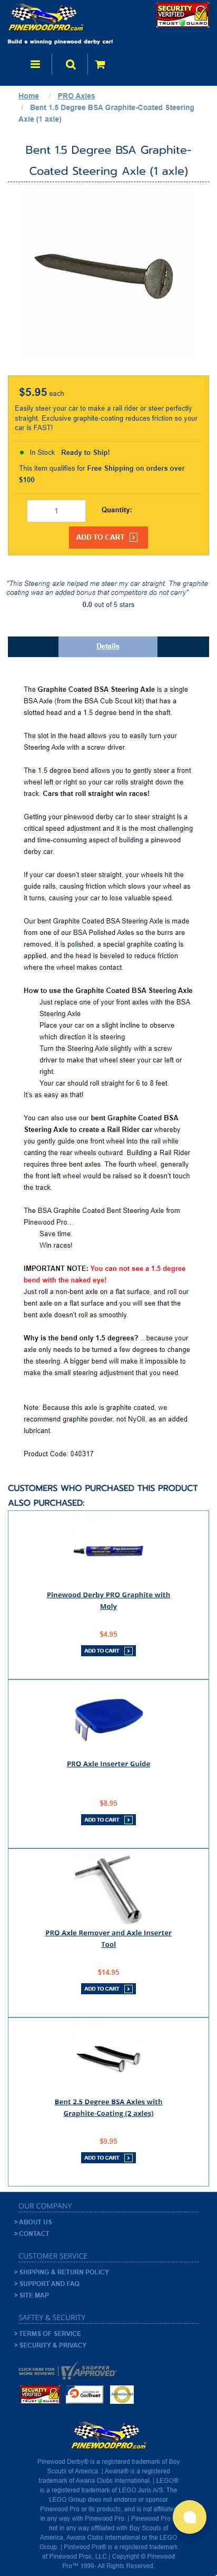 PINEWOODPRO.COM
SECURITY
VERIFIED
TRUST GUARD
Build a winning pinewood derby car!
Home / PRO Axles
/ Bent 1.5 Degree BSA Graphite-Coated Steering
Axle (1 axle)
Bent 1.5 Degree BSA Graphite-
Coated Steering Axle (1 axle)
$5.95 each
Easily steer your car to make a rail rider or steer perfectly
straight. Exclusive graphite-coating reduces friction so your
car is FAST!
In Stock Ready to Ship!
This item qualifies for Free Shipping on orders over
$100
1
Quantity:
ADD TO CART
"This Steering axle helped me steer my car straight. The graphite
coating was an added bonus that competitors do not carry"
0.0 out of 5 stars
Details
The Graphite Coated BSA Steering Axle is a single
BSA Axle (from the BSA Cub Scout kit) that has a
slotted head and a 1.5 degree bend in the shaft.
The slot in the head allows you to easily turn your
Steering Axle with a screw driver.
The 1.5 degree bend allows you to gently steer a front
wheel left or right so your car rolls straight down the
track. Cars that roll straight win races!
Getting your pinewood derby car to steer straight is a
critical speed adjustment and it is the most challenging
and time-consuming aspect of building a pinewood
derby car.
If your car doesn't steer straight, your wheels hit the
guide rails, causing friction which slows your wheel as
it turns, causing your car to lose valuable speed.
Our bent Graphite Coated BSA Steering Axle is made
from one of our BSA Polished Axles so the burrs are
removed, it is polished, a special graphite coating is
applied, and the head is beveled to reduce friction
where the wheel makes contact.
How to use the Graphite Coated BSA Steering Axle
Just replace one of your front axles with the BSA
Steering Axle
Place your car on a slight incline to observe
which direction it is steering
Turn the Steering Axle slightly with a screw
driver to make that wheel steer your car left or
right.
Your car should roll straight for 6 to 8 feet.
It's as easy as that!
You can also use our bent Graphite Coated BSA
Steering Axle to create a Rail Rider car whereby
you gently guide one front wheel into the rail while
canting the rear wheels outward. Building a Rail Rider
requires three bent axles. The fourth wheel, generally
the front left wheel would be raised so it doesn't touch
the track.
The BSA Graphite Coated Bent Steering Axle from
Pinewood Pro…
Save time.
Win races!
IMPORTANT NOTE: You can not see a 1.5 degree
bend with the naked eye!
Just roll a non-bent axle on a flat surface, and roll our
bent axle on a flat surface and you will see that the
bent axle doesn't roll as smoothly.
Why is the bend only 1.5 degrees? ...because your
axle only needs to be turned a few degrees to change
the steering. A bigger bend will make it impossible to
make the small steering adjustment that you need.
Note: Because this axle is graphite coated, we
recommend graphite powder, not NyOil, as an added
lubricant.
Product Code: 040317
CUSTOMERS WHO PURCHASED THIS PRODUCT
ALSO PURCHASED:
Pinewood Derby PRO Graphite with
Moly
$4.95
ADD TO CART
PRO Axle Inserter Guide
$8.95
ADD TO CART
PRO Axle Remover and Axle Inserter
Tool
$14.95
ADD TO CART
Bent 2.5 Degree BSA Axles with
Graphite-Coating (2 axles)
$9.95
ADD TO CART
OUR COMPANY
> ABOUT US
> CONTACT
CUSTOMER SERVICE
> SHIPPING & RETURN POLICY
> SUPPORT AND FAQ
> SITE MAP
SAFTEY & SECURITY
> TERMS OF SERVICE
> SECURITY & PRIVACY
CLICK HERE FOR
MORE REVIEWS
SHOPPER
APPROVED
SECURITY
VERIFIED
TRUST GUARD
GeoTrust
PINEWOODPRO.COM
Pinewood Derby® is a registered trademark of Boy
Scouts of America. | Awana® is a registered
trademark of Awana Clubs International. | LEGO®
is a registered trademark of LEGO Juris A/S. The
LEGO Group does not endorse or sponsor
Pinewood Pro or its products, and is not affiliated
in any way with Pinewood Pro. | Pinewood Pro is
not in any way affiliated with Boy Scouts of
America, Awana Clubs International or the LEGO
Group. | Pinewood Pro® is a registered trademark
of Pinewood Pros, LLC.| Copyright © Pinewood
Pro™ 1999- All Rights Reserved.